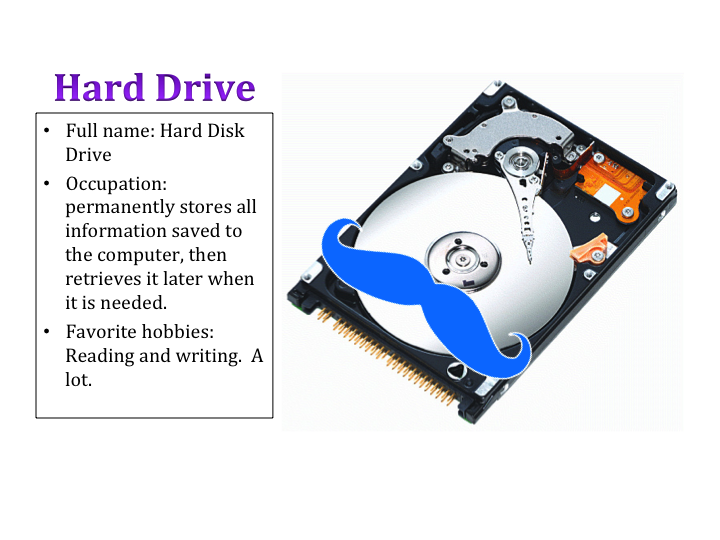 Hard Drive
• Full name: Hard Disk
Drive
• Occupation:
permanently stores all
information saved to
the computer, then
retrieves it later when
it is needed.
• Favorite hobbies:
Reading and writing.  A
lot.